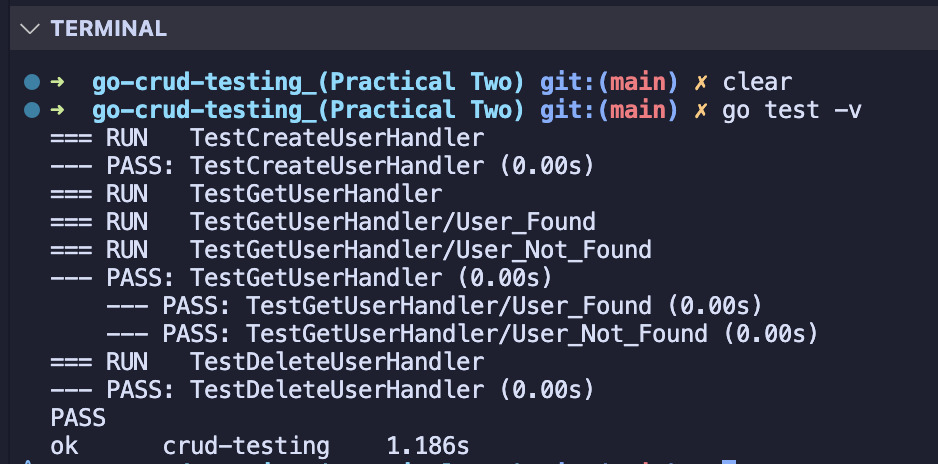 TERMINAL
➜ go-crud-testing_(Practical Two) git:(main) ✗ clear
➜ go-crud-testing_(Practical Two) git:(main) ✗ go test -v
=== RUN   TestCreateUserHandler
--- PASS: TestCreateUserHandler (0.00s)
=== RUN   TestGetUserHandler
=== RUN   TestGetUserHandler/User_Found
=== RUN   TestGetUserHandler/User_Not_Found
--- PASS: TestGetUserHandler (0.00s)
    --- PASS: TestGetUserHandler/User_Found (0.00s)
    --- PASS: TestGetUserHandler/User_Not_Found (0.00s)
=== RUN   TestDeleteUserHandler
--- PASS: TestDeleteUserHandler (0.00s)
PASS
ok      crud-testing    1.186s